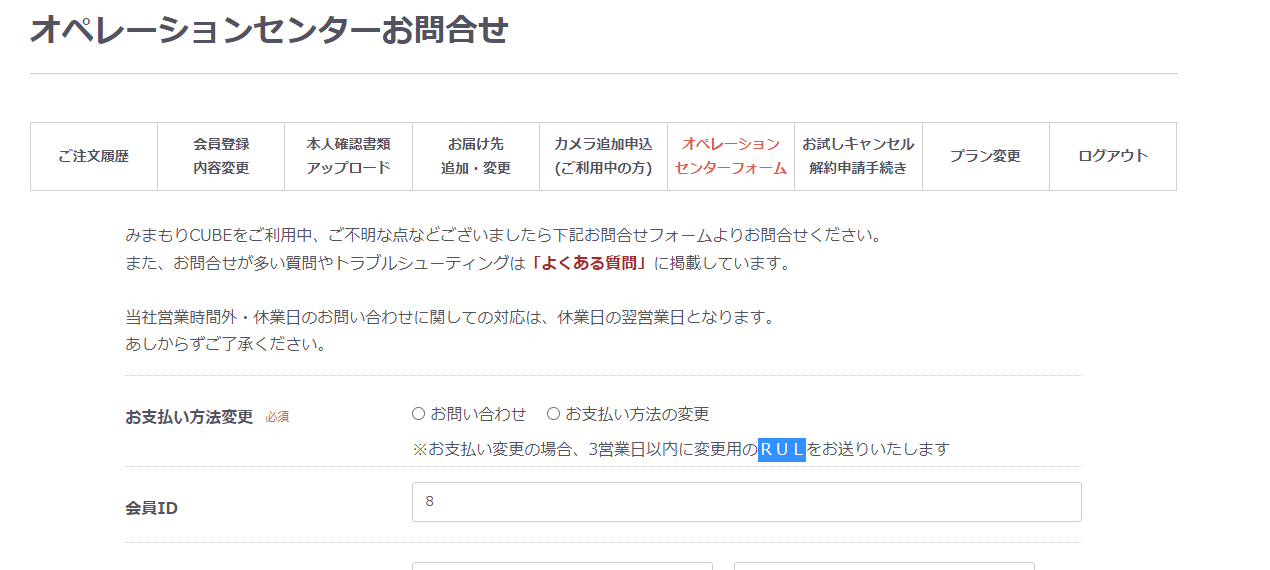 オペレーションセンターお問合せ
ご注文履歴
会員登録
内容変更
本人確認書類
アップロード
お届け先
追加・変更
カメラ追加申込
(ご利用中の方)
オペレーション
センターフォーム
お試しキャンセル
解約申請手続き
プラン変更
ログアウト
みまもりCUBEをご利用中、ご不明な点などございましたら下記お問合せフォームよりお問合せください。
また、お問合せが多い質問やトラブルシューティングは「よくある質問」に掲載しています。
当社営業時間外・休業日のお問い合わせに関しての対応は、休業日の翌営業日となります。
あしからずご了承ください。
お支払い方法変更 必須
お問い合わせ お支払い方法の変更
※お支払い変更の場合、3営業日以内に変更用のＲＵＬをお送りいたします
会員ID
8